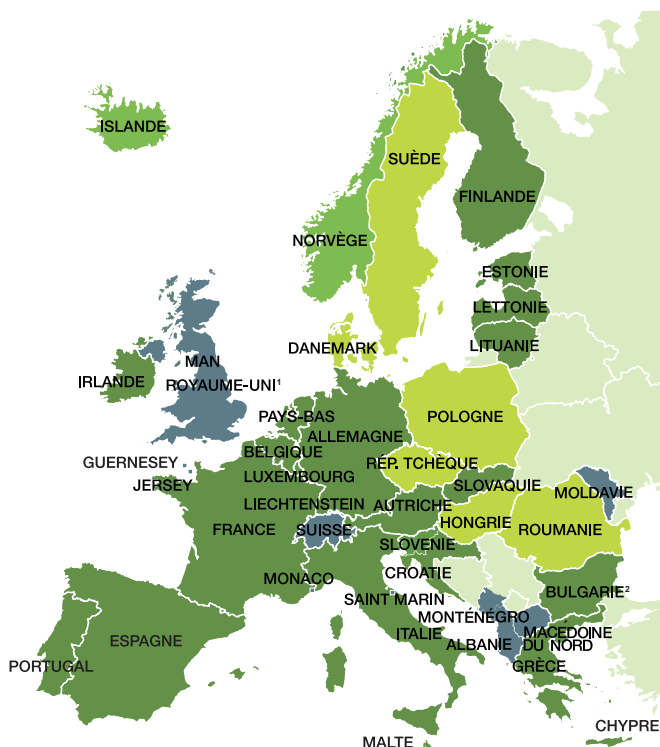 ISLANDE
SUÈDE
FINLANDE
NORVÈGE
ESTONIE
LETTONIE
LITUANIE
DANEMARK
MAN
IRLANDE
ROYAUME-UNI¹
PAYS-BAS
POLOGNE
ALLEMAGNE
BELGIQUE
GUERNESEY
RÉP. TCHÈQUE
LUXEMBOURG
JERSEY
SLOVAQUIE
MOLDAVIE
LIECHTENSTEIN
AUTRICHE
FRANCE
SUISSE
HONGRIE
ROUMANIE
SLOVENIE
CROATIE
MONACO
BULGARIE²
SAINT MARIN
MONTÉNÉGRO
ESPAGNE
ITALIE
ALBANIE
MACÉDOINE
DU NORD
PORTUGAL
GRÈCE
CHYPRE
MALTE